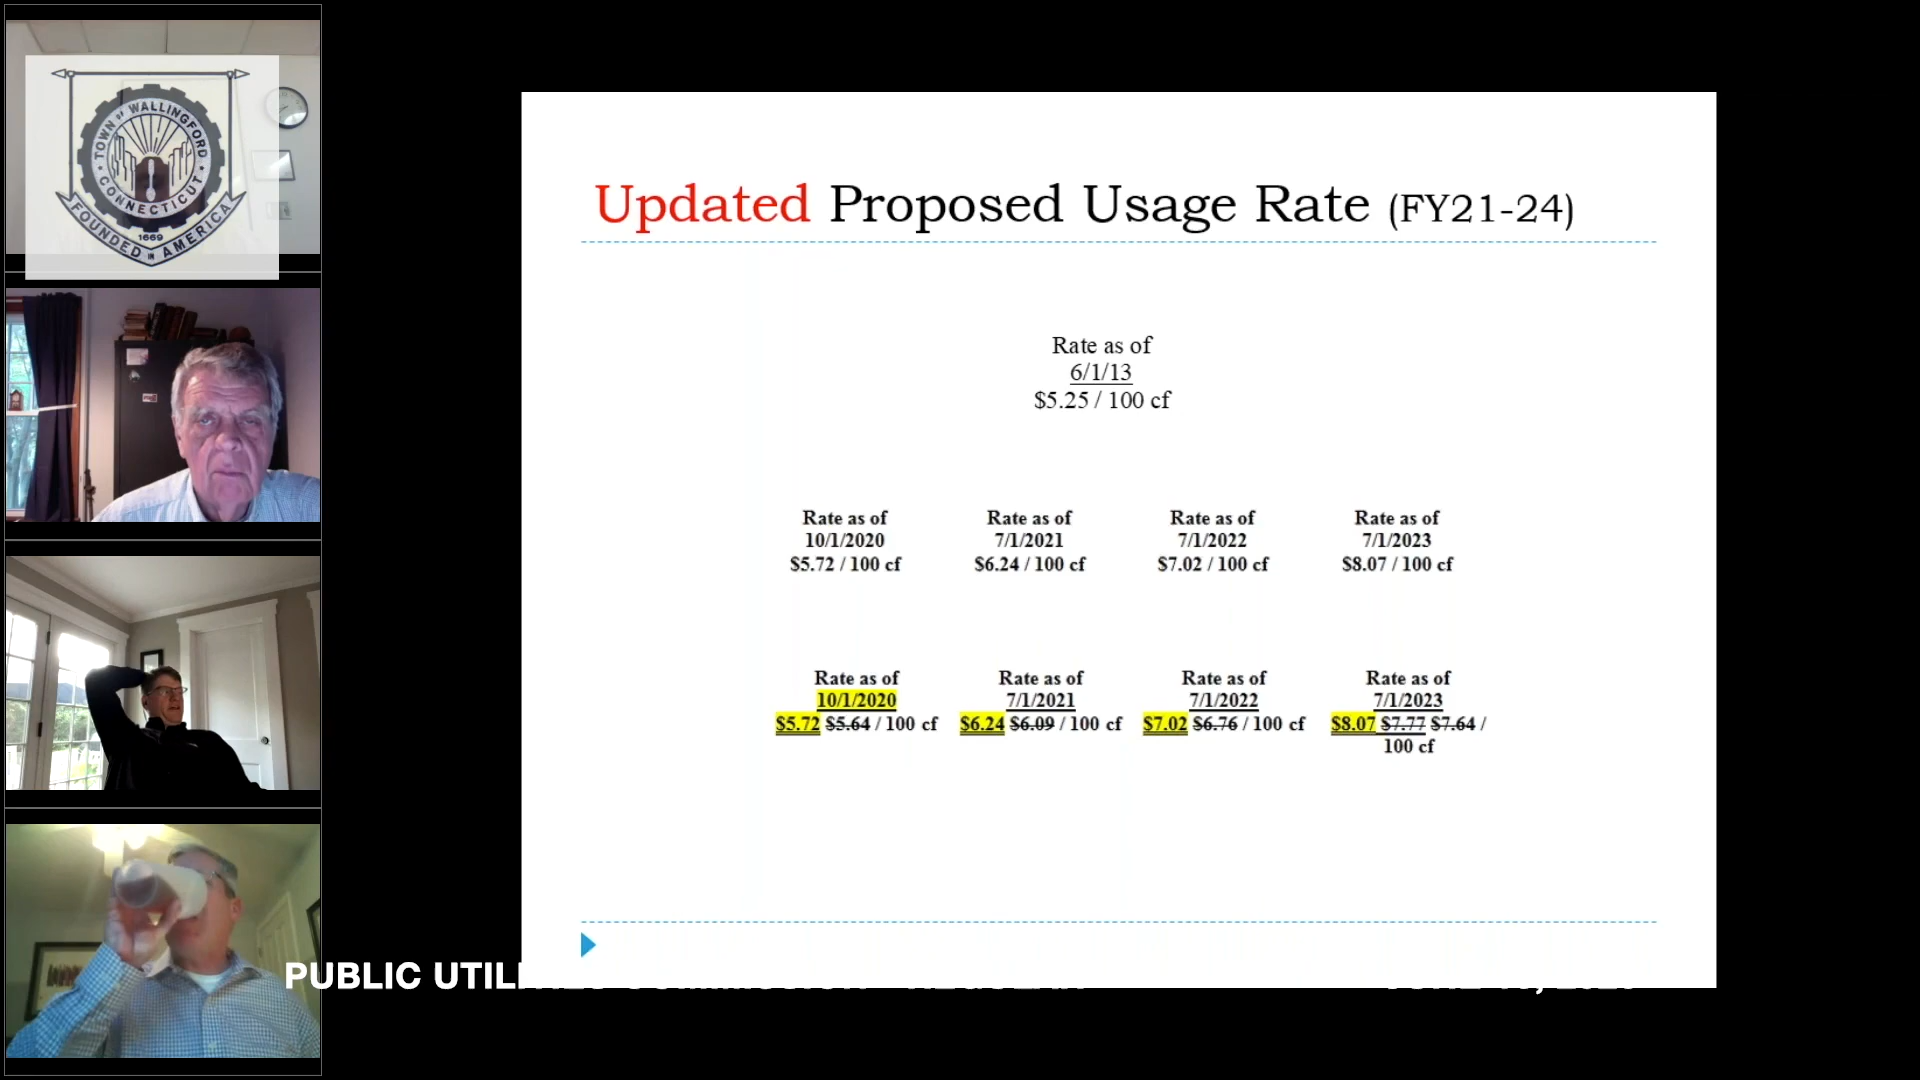 TOWN OF WALLINGFORD
CONNECTICUT
1669
FOUNDED IN AMERICA
Updated Proposed Usage Rate (FY21-24)
Rate as of
6/1/13
$5.25 / 100 cf
Rate as of
10/1/2020
$5.72 / 100 cf
Rate as of
7/1/2021
$6.24 / 100 cf
Rate as of
7/1/2022
$7.02 / 100 cf
Rate as of
7/1/2023
$8.07 / 100 cf
Rate as of
10/1/2020
$5.72 $5.64 / 100 cf
Rate as of
7/1/2021
$6.24 $6.09 / 100 cf
Rate as of
7/1/2022
$7.02 $6.76 / 100 cf
Rate as of
7/1/2023
$8.07 $7.77 $7.64 /
100 cf
PUBLIC